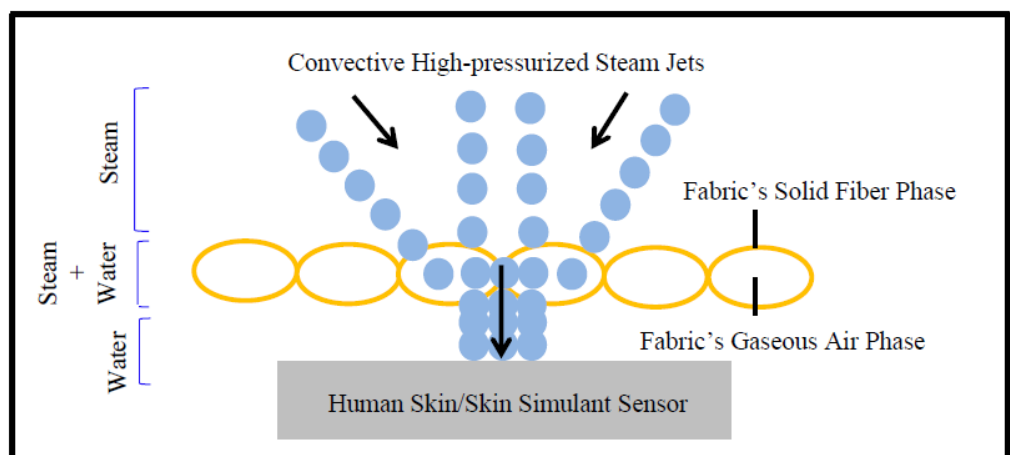 Convective High-pressurized Steam Jets
Steam
Fabric’s Solid Fiber Phase
Steam
+
Water
Fabric’s Gaseous Air Phase
Water
Human Skin/Skin Simulant Sensor